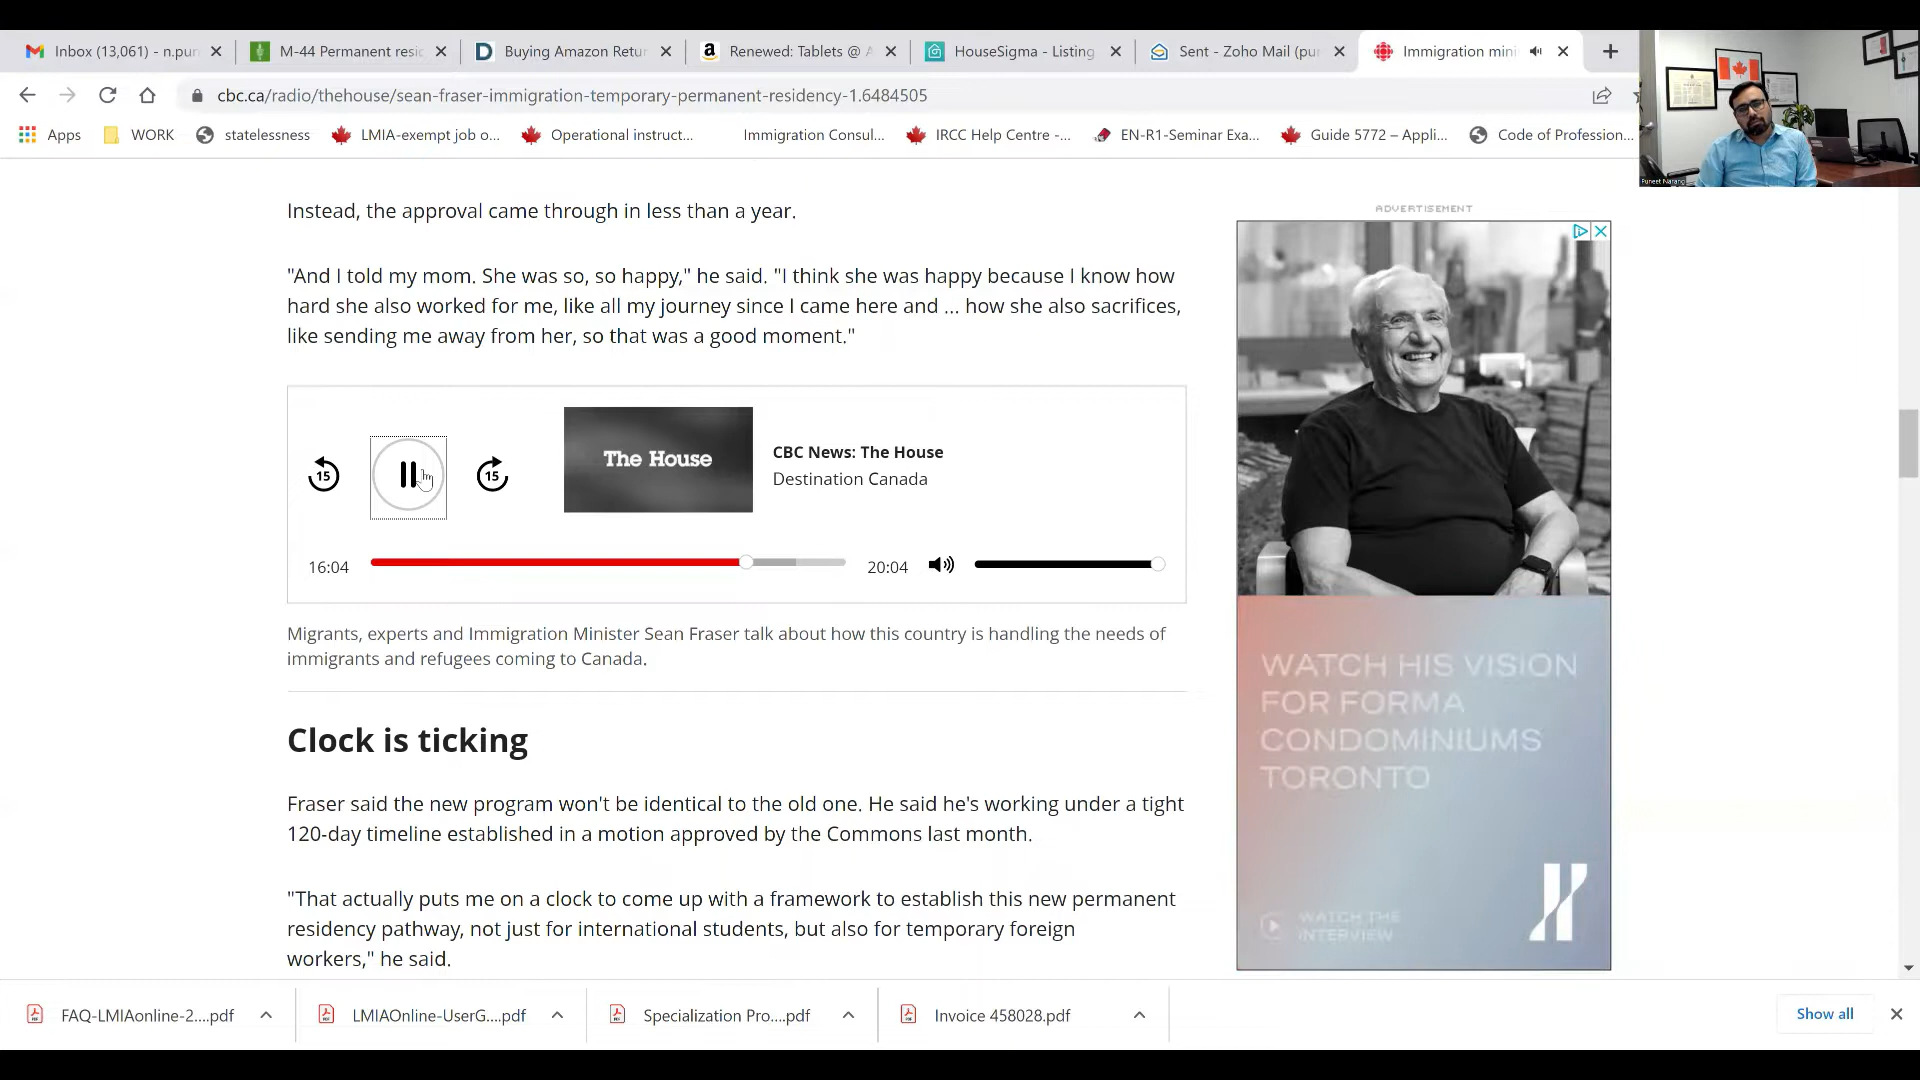 Inbox (13,061) - n.pur
M-44 Permanent resid
Buying Amazon Retur
Renewed: Tablets @ A
HouseSigma - Listing
Sent - Zoho Mail (pu
Immigration mini
cbc.ca/radio/thehouse/sean-fraser-immigration-temporary-permanent-residency-1.6484505
Apps
WORK
statelessness
LMIA-exempt job o...
Operational instruct...
Immigration Consul...
IRCC Help Centre -...
EN-R1-Seminar Exa...
Guide 5772 – Appli...
Code of Profession...
Puneet Narang
Instead, the approval came through in less than a year.
"And I told my mom. She was so, so happy," he said. "I think she was happy because I know how
hard she also worked for me, like all my journey since I came here and ... how she also sacrifices,
like sending me away from her, so that was a good moment."
15
15
The House
CBC News: The House
Destination Canada
16:04
20:04
Migrants, experts and Immigration Minister Sean Fraser talk about how this country is handling the needs of
immigrants and refugees coming to Canada.
Clock is ticking
Fraser said the new program won't be identical to the old one. He said he's working under a tight
120-day timeline established in a motion approved by the Commons last month.
"That actually puts me on a clock to come up with a framework to establish this new permanent
residency pathway, not just for international students, but also for temporary foreign
workers," he said.
ADVERTISEMENT
WATCH HIS VISION
FOR FORMA
CONDOMINIUMS
TORONTO
WATCH THE
INTERVIEW
FAQ-LMIAonline-2....pdf
LMIAOnline-UserG....pdf
Specialization Pro....pdf
Invoice 458028.pdf
Show all